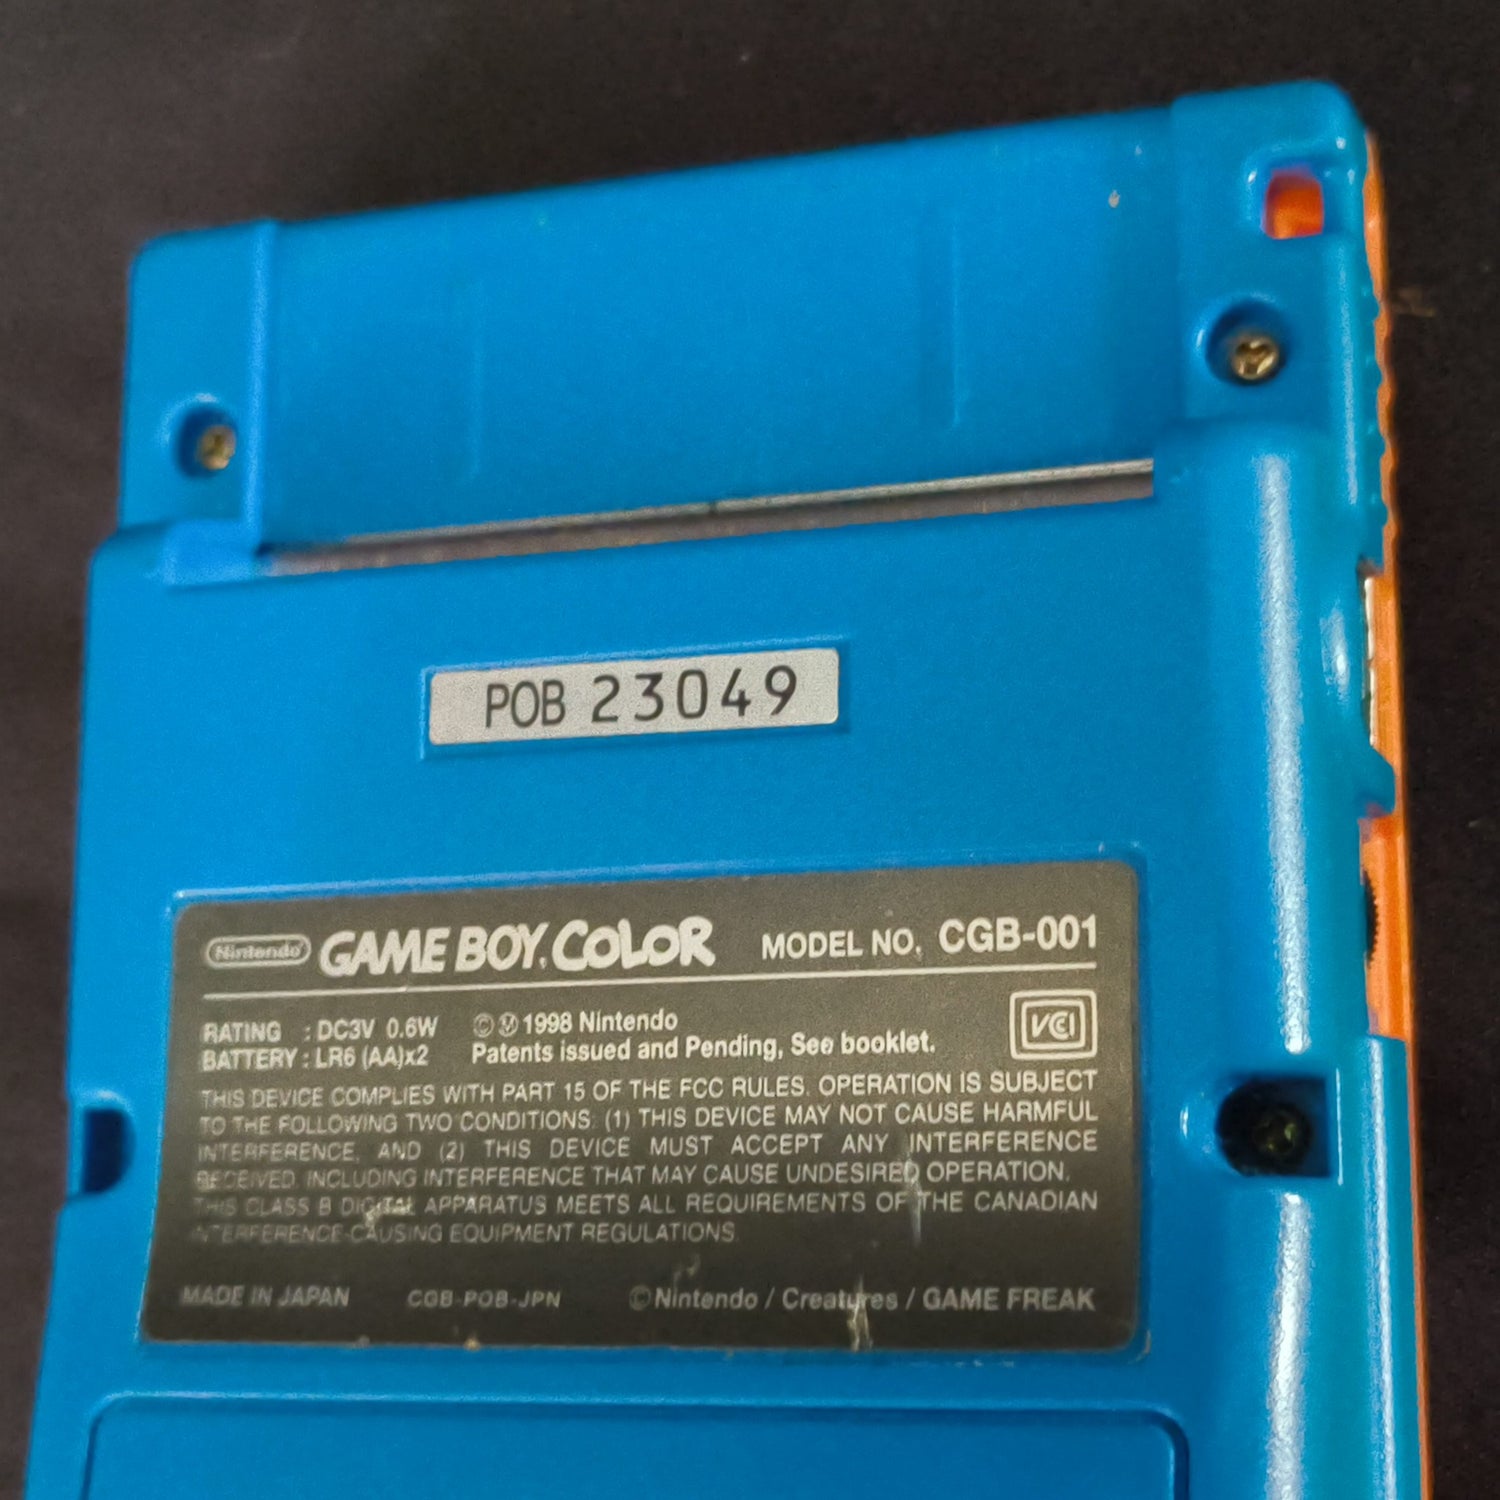 POB 23049
Nintendo GAME BOY COLOR MODEL NO. CGB-001
RATING : DC3V 0.6W
BATTERY : LR6 (AA)x2
©Ⓜ1998 Nintendo
Patents issued and Pending, See booklet.
VCI
THIS DEVICE COMPLIES WITH PART 15 OF THE FCC RULES. OPERATION IS SUBJECT
TO THE FOLLOWING TWO CONDITIONS. (1) THIS DEVICE MAY NOT CAUSE HARMFUL
INTERFERENCE, AND (2) THIS DEVICE MUST ACCEPT ANY INTERFERENCE
RECEIVED, INCLUDING INTERFERENCE THAT MAY CAUSE UNDESIRED OPERATION.
THIS CLASS B DIGITAL APPARATUS MEETS ALL REQUIREMENTS OF THE CANADIAN
INTERFERENCE-CAUSING EQUIPMENT REGULATIONS.
MADE IN JAPAN CGB-POB-JPN ©Nintendo / Creatures / GAME FREAK